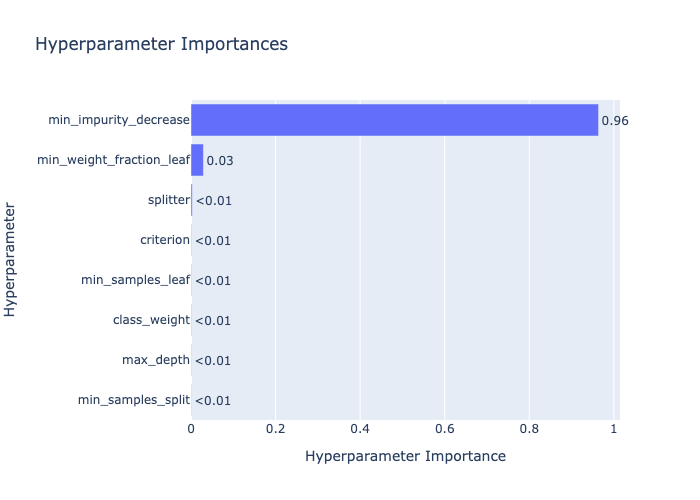 Hyperparameter Importances
Hyperparameter
min_impurity_decrease 0.96
min_weight_fraction_leaf 0.03
splitter <0.01
criterion <0.01
min_samples_leaf <0.01
class_weight <0.01
max_depth <0.01
min_samples_split <0.01
0 0.2 0.4 0.6 0.8 1
Hyperparameter Importance